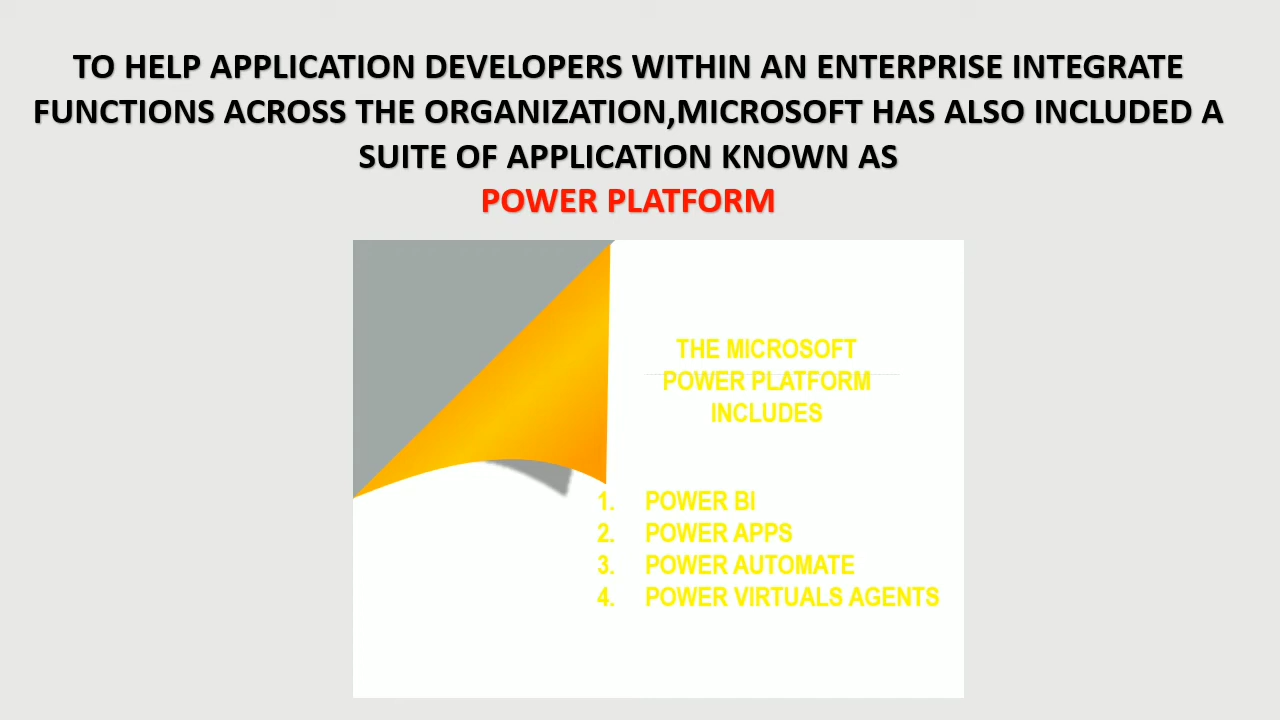 TO HELP APPLICATION DEVELOPERS WITHIN AN ENTERPRISE INTEGRATE
FUNCTIONS ACROSS THE ORGANIZATION,MICROSOFT HAS ALSO INCLUDED A
SUITE OF APPLICATION KNOWN AS
POWER PLATFORM
THE MICROSOFT
POWER PLATFORM
INCLUDES
1. POWER BI
2. POWER APPS
3. POWER AUTOMATE
4. POWER VIRTUALS AGENTS